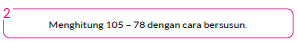 2
Menghitung 105 – 78 dengan cara bersusun.